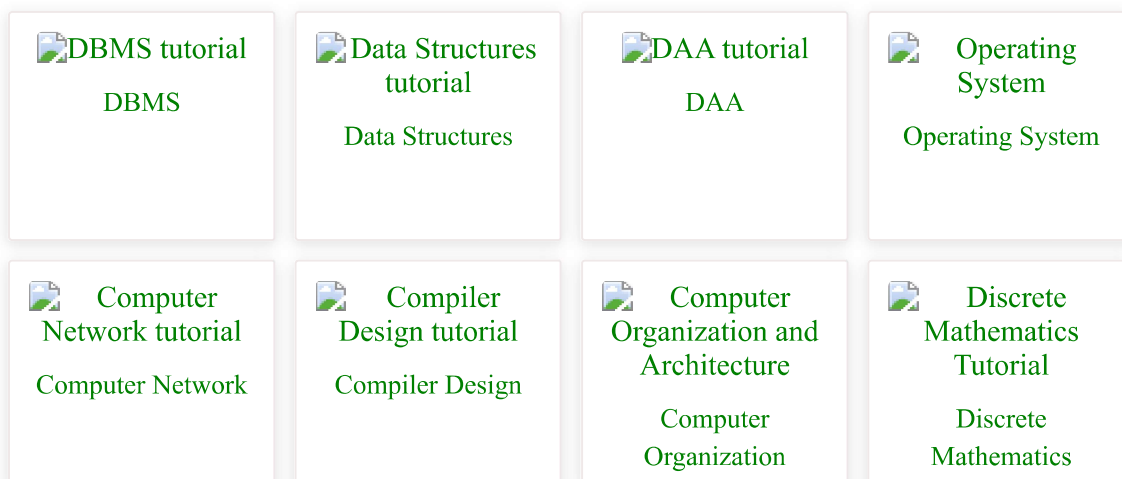 DBMS tutorial
DBMS
Data Structures
tutorial
Data Structures
DAA tutorial
DAA
Operating
System
Operating System
Computer
Network tutorial
Computer Network
Compiler
Design tutorial
Compiler Design
Computer
Organization and
Architecture
Computer
Organization
Discrete
Mathematics
Tutorial
Discrete
Mathematics